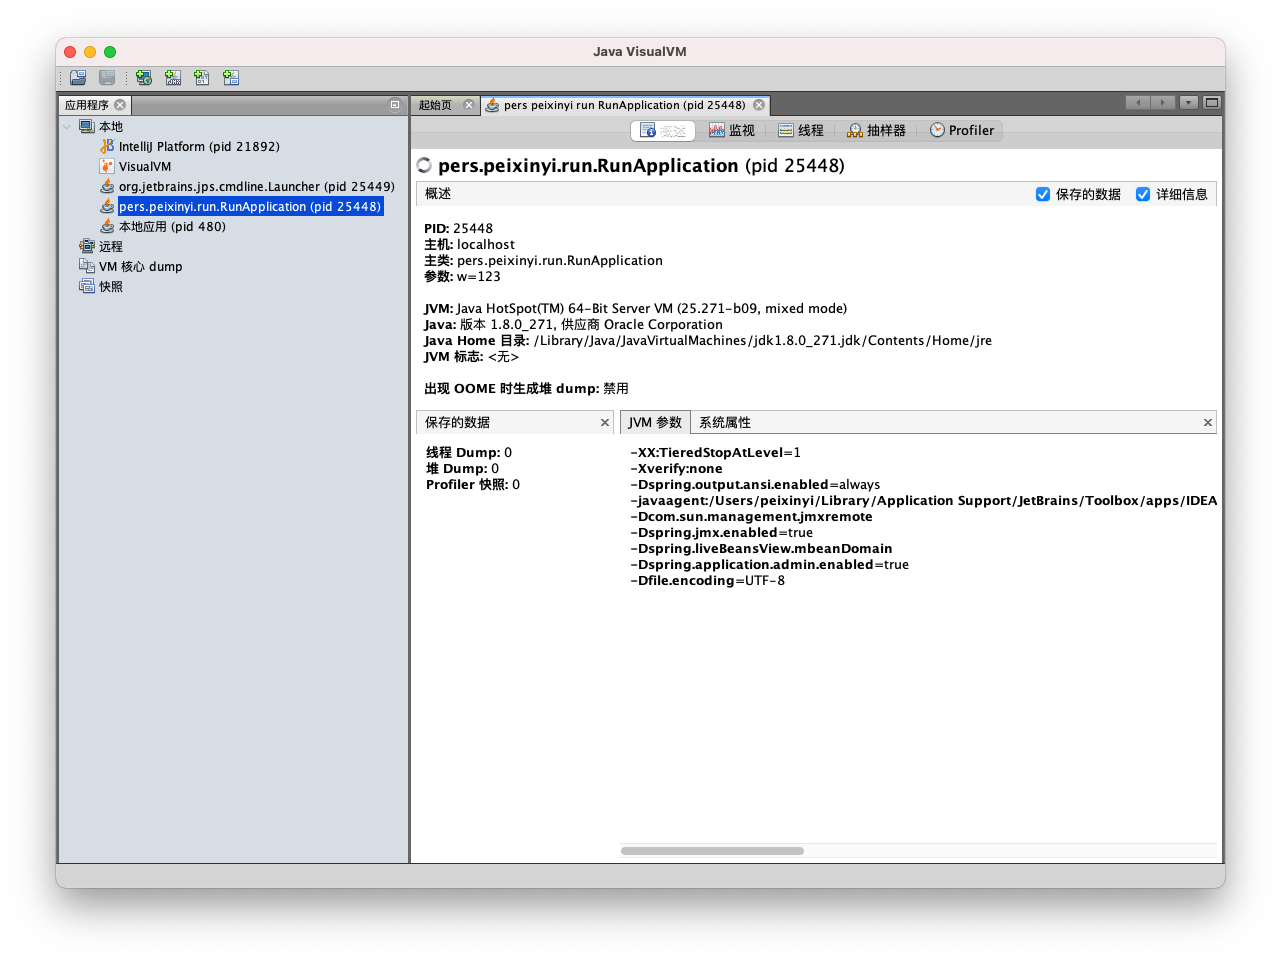 Java VisualVM
应用程序
本地
IntelliJ Platform (pid 21892)
VisualVM
org.jetbrains.jps.cmdline.Launcher (pid 25449)
pers.peixinyi.run.RunApplication (pid 25448)
本地应用 (pid 480)
远程
VM 核心 dump
快照
起始页
pers peixinyi run RunApplication (pid 25448)
概述
监视
线程
抽样器
Profiler
pers.peixinyi.run.RunApplication (pid 25448)
概述
保存的数据
详细信息
PID: 25448
主机: localhost
主类: pers.peixinyi.run.RunApplication
参数: w=123
JVM: Java HotSpot(TM) 64-Bit Server VM (25.271-b09, mixed mode)
Java: 版本 1.8.0_271, 供应商 Oracle Corporation
Java Home 目录: /Library/Java/JavaVirtualMachines/jdk1.8.0_271.jdk/Contents/Home/jre
JVM 标志: <无>
出现 OOME 时生成堆 dump: 禁用
保存的数据
线程 Dump: 0
堆 Dump: 0
Profiler 快照: 0
JVM 参数
系统属性
-XX:TieredStopAtLevel=1
-Xverify:none
-Dspring.output.ansi.enabled=always
-javaagent:/Users/peixinyi/Library/Application Support/JetBrains/Toolbox/apps/IDEA
-Dcom.sun.management.jmxremote
-Dspring.jmx.enabled=true
-Dspring.liveBeansView.mbeanDomain
-Dspring.application.admin.enabled=true
-Dfile.encoding=UTF-8